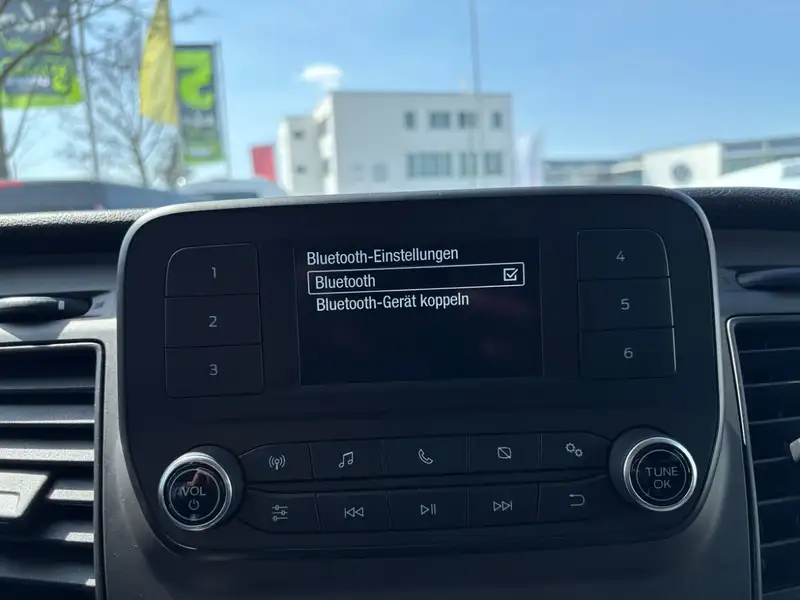 Bluetooth-Einstellungen
Bluetooth
Bluetooth-Gerät koppeln
1
2
3
4
5
6
VOL
TUNE
OK